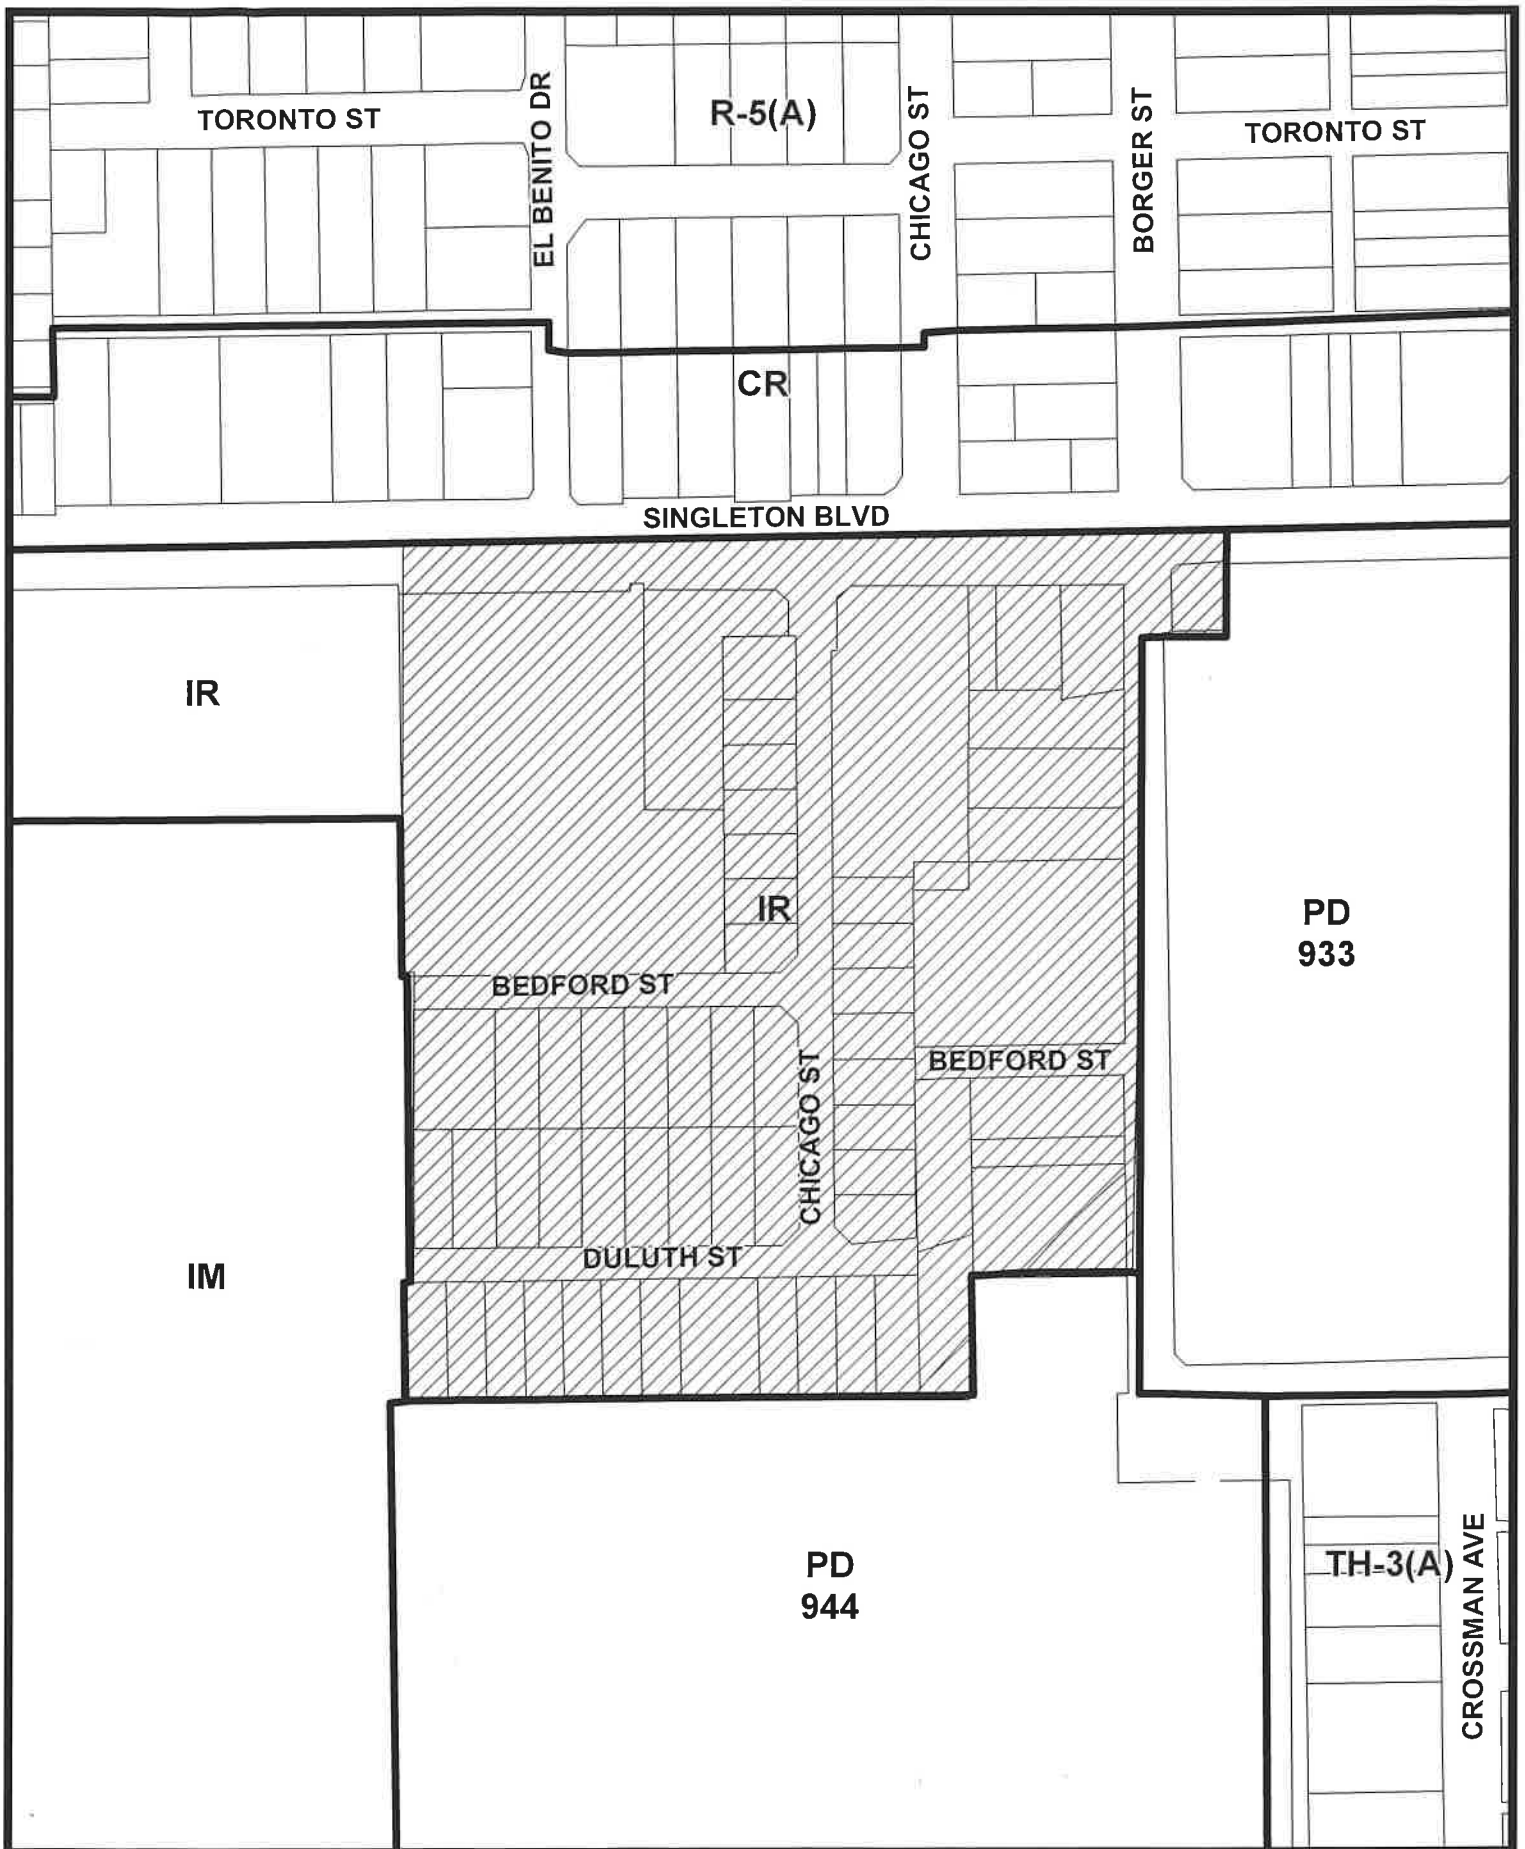 R-5(A)
TORONTO ST
TORONTO ST
EL BENITO DR
CHICAGO ST
BORGER ST
CR
SINGLETON BLVD
IR
IR
PD
933
BEDFORD ST
BEDFORD ST
CHICAGO ST
DULUTH ST
IM
PD
944
TH-3(A)
CROSSMAN AVE